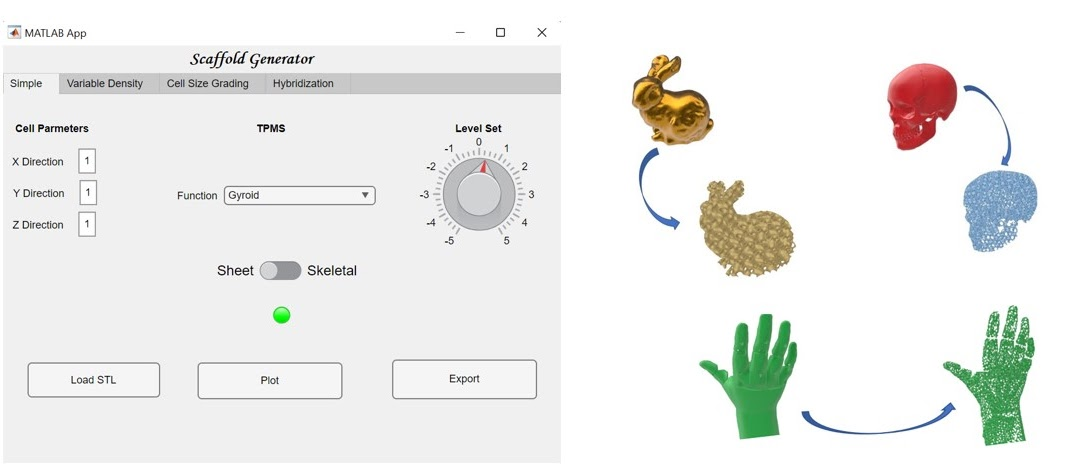 MATLAB App
Scaffold Generator
Simple Variable Density Cell Size Grading Hybridization
Cell Parmeters
X Direction 1
Y Direction 1
Z Direction 1
TPMS
Function Gyroid
Level Set
0
-1 1
-2 2
-3 3
-4 4
-5 5
Sheet Skeletal
Load STL Plot Export